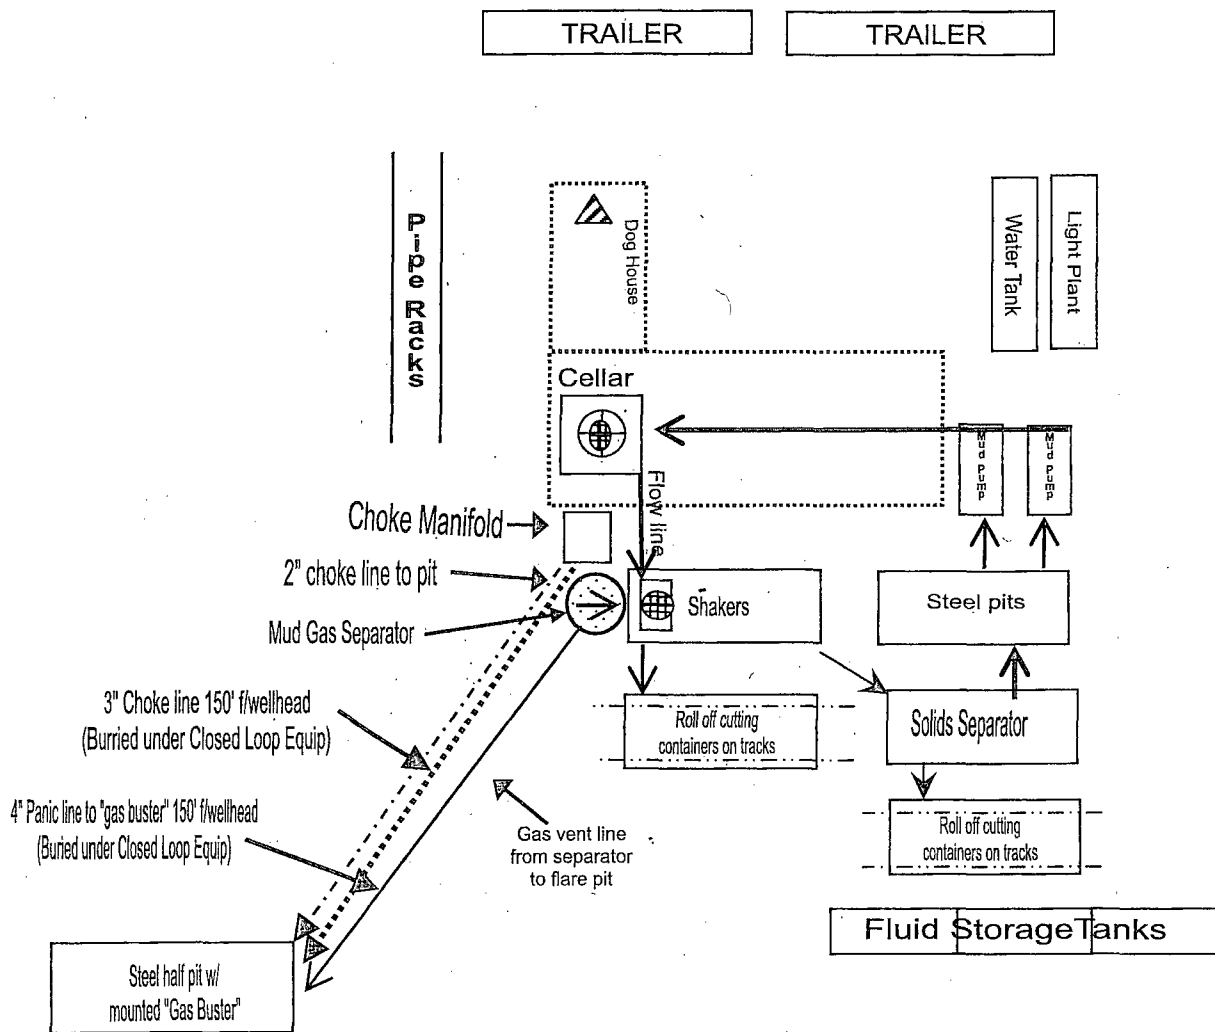 TRAILER
TRAILER
Pipe Racks
Dog House
Water Tank
Light Plant
Cellar
Mud Pump
Mud Pump
Flow line
Choke Manifold
2" choke line to pit
Mud Gas Separator
Shakers
Steel pits
3" Choke line 150' f/wellhead
(Burried under Closed Loop Equip)
Roll off cutting
containers on tracks
Solids Separator
4" Panic line to "gas buster" 150' f/wellhead
(Buried under Closed Loop Equip)
Gas vent line
from separator
to flare pit
Roll off cutting
containers on tracks
Fluid StorageTanks
Steel half pit w/
mounted "Gas Buster"